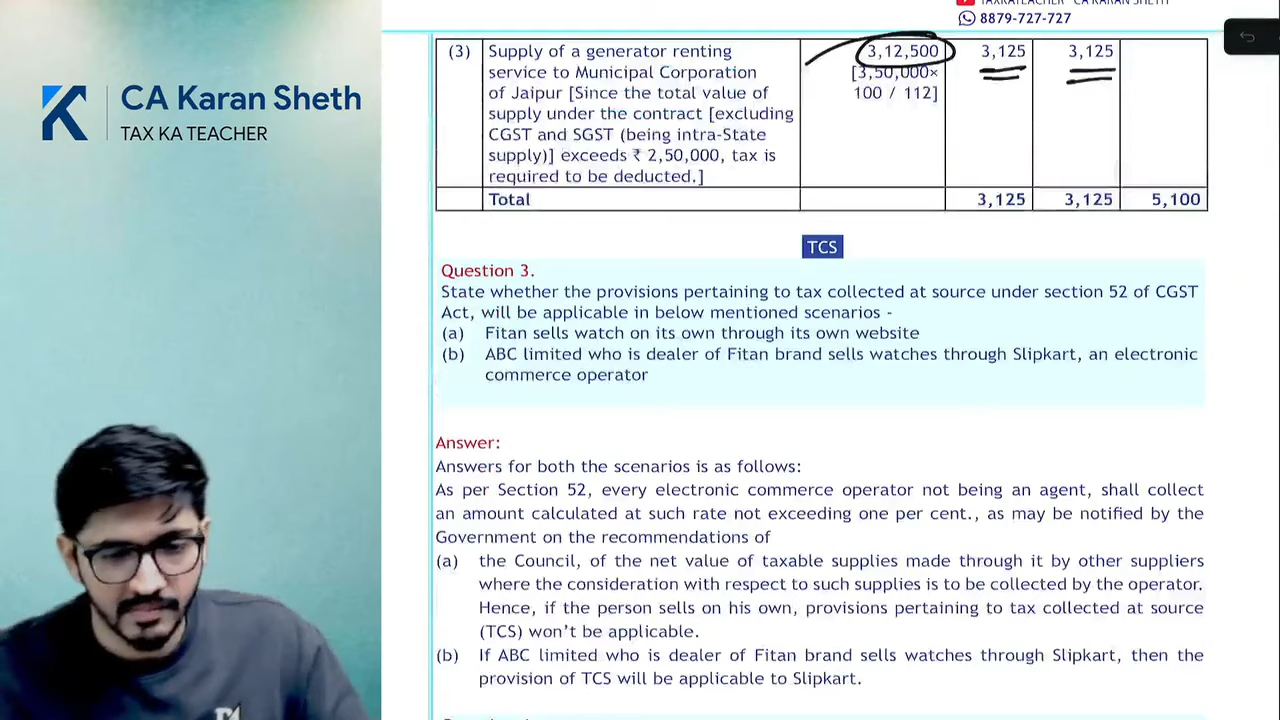 8879-727-727
CA Karan Sheth
TAX KA TEACHER
(3) Supply of a generator renting 3,12,500 3,125 3,125
service to Municipal Corporation [3,50,000×
of Jaipur [Since the total value of 100 / 112]
supply under the contract [excluding
CGST and SGST (being intra-State
supply)] exceeds ₹ 2,50,000, tax is
required to be deducted.]
Total 3,125 3,125 5,100
TCS
Question 3.
State whether the provisions pertaining to tax collected at source under section 52 of CGST
Act, will be applicable in below mentioned scenarios -
(a) Fitan sells watch on its own through its own website
(b) ABC limited who is dealer of Fitan brand sells watches through Slipkart, an electronic
commerce operator
Answer:
Answers for both the scenarios is as follows:
As per Section 52, every electronic commerce operator not being an agent, shall collect
an amount calculated at such rate not exceeding one per cent., as may be notified by the
Government on the recommendations of
(a) the Council, of the net value of taxable supplies made through it by other suppliers
where the consideration with respect to such supplies is to be collected by the operator.
Hence, if the person sells on his own, provisions pertaining to tax collected at source
(TCS) won't be applicable.
(b) If ABC limited who is dealer of Fitan brand sells watches through Slipkart, then the
provision of TCS will be applicable to Slipkart.